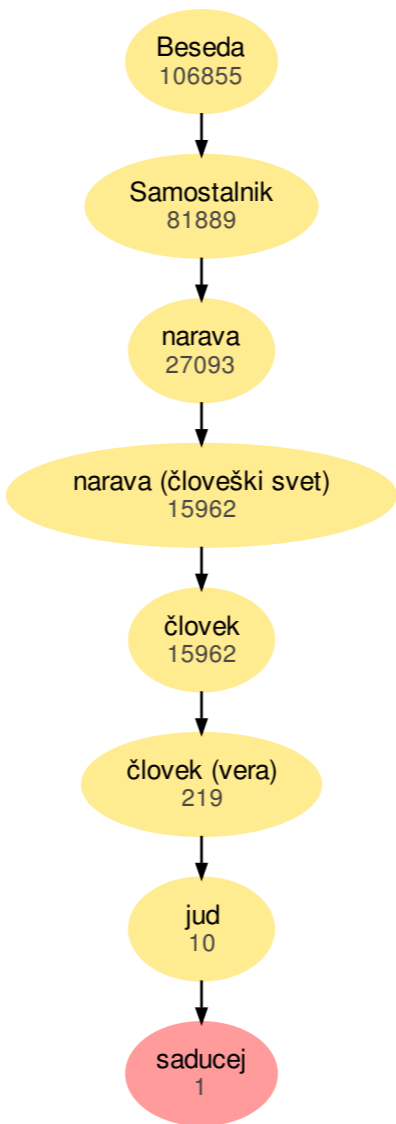 Beseda
106855
Samostalnik
81889
narava
27093
narava (človeški svet)
15962
človek
15962
človek (vera)
219
jud
10
saducej
1